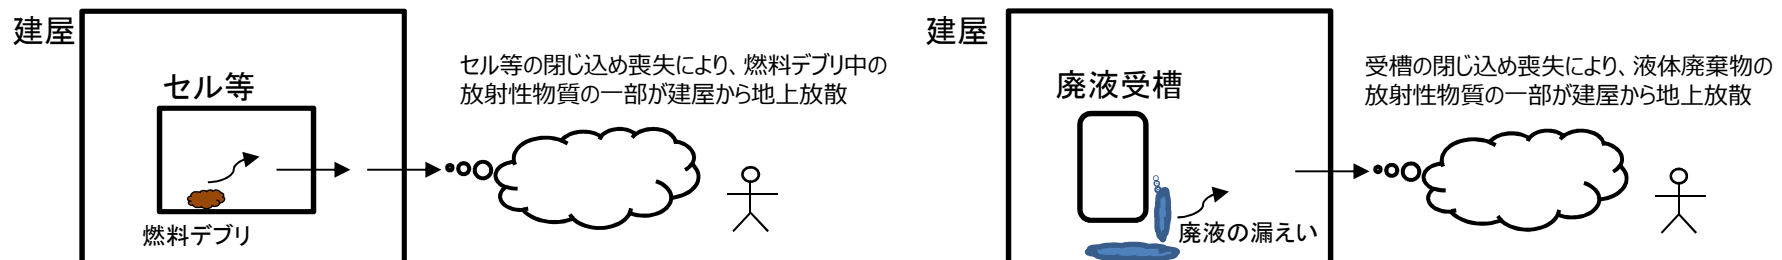 建屋
セル等
燃料デブリ
セル等の閉じ込め喪失により、燃料デブリ中の
放射性物質の一部が建屋から地上放散
建屋
廃液受槽
廃液の漏えい
受槽の閉じ込め喪失により、液体廃棄物の
放射性物質の一部が建屋から地上放散